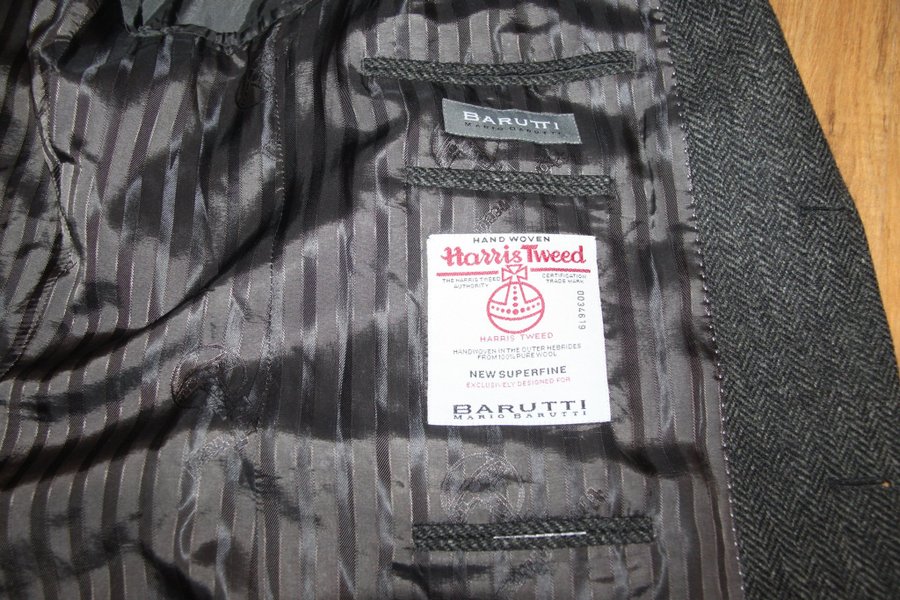 BARUTTI
MARIO BARUTTI
HAND WOVEN
Harris Tweed
THE HARRIS TWEED
AUTHORITY
CERTIFICATION
TRADE MARK
0034619
HARRIS TWEED
HANDWOVEN IN THE OUTER HEBRIDES
FROM 100% PURE WOOL
NEW SUPERFINE
EXCLUSIVELY DESIGNED FOR
BARUTTI
MARIO BARUTTI